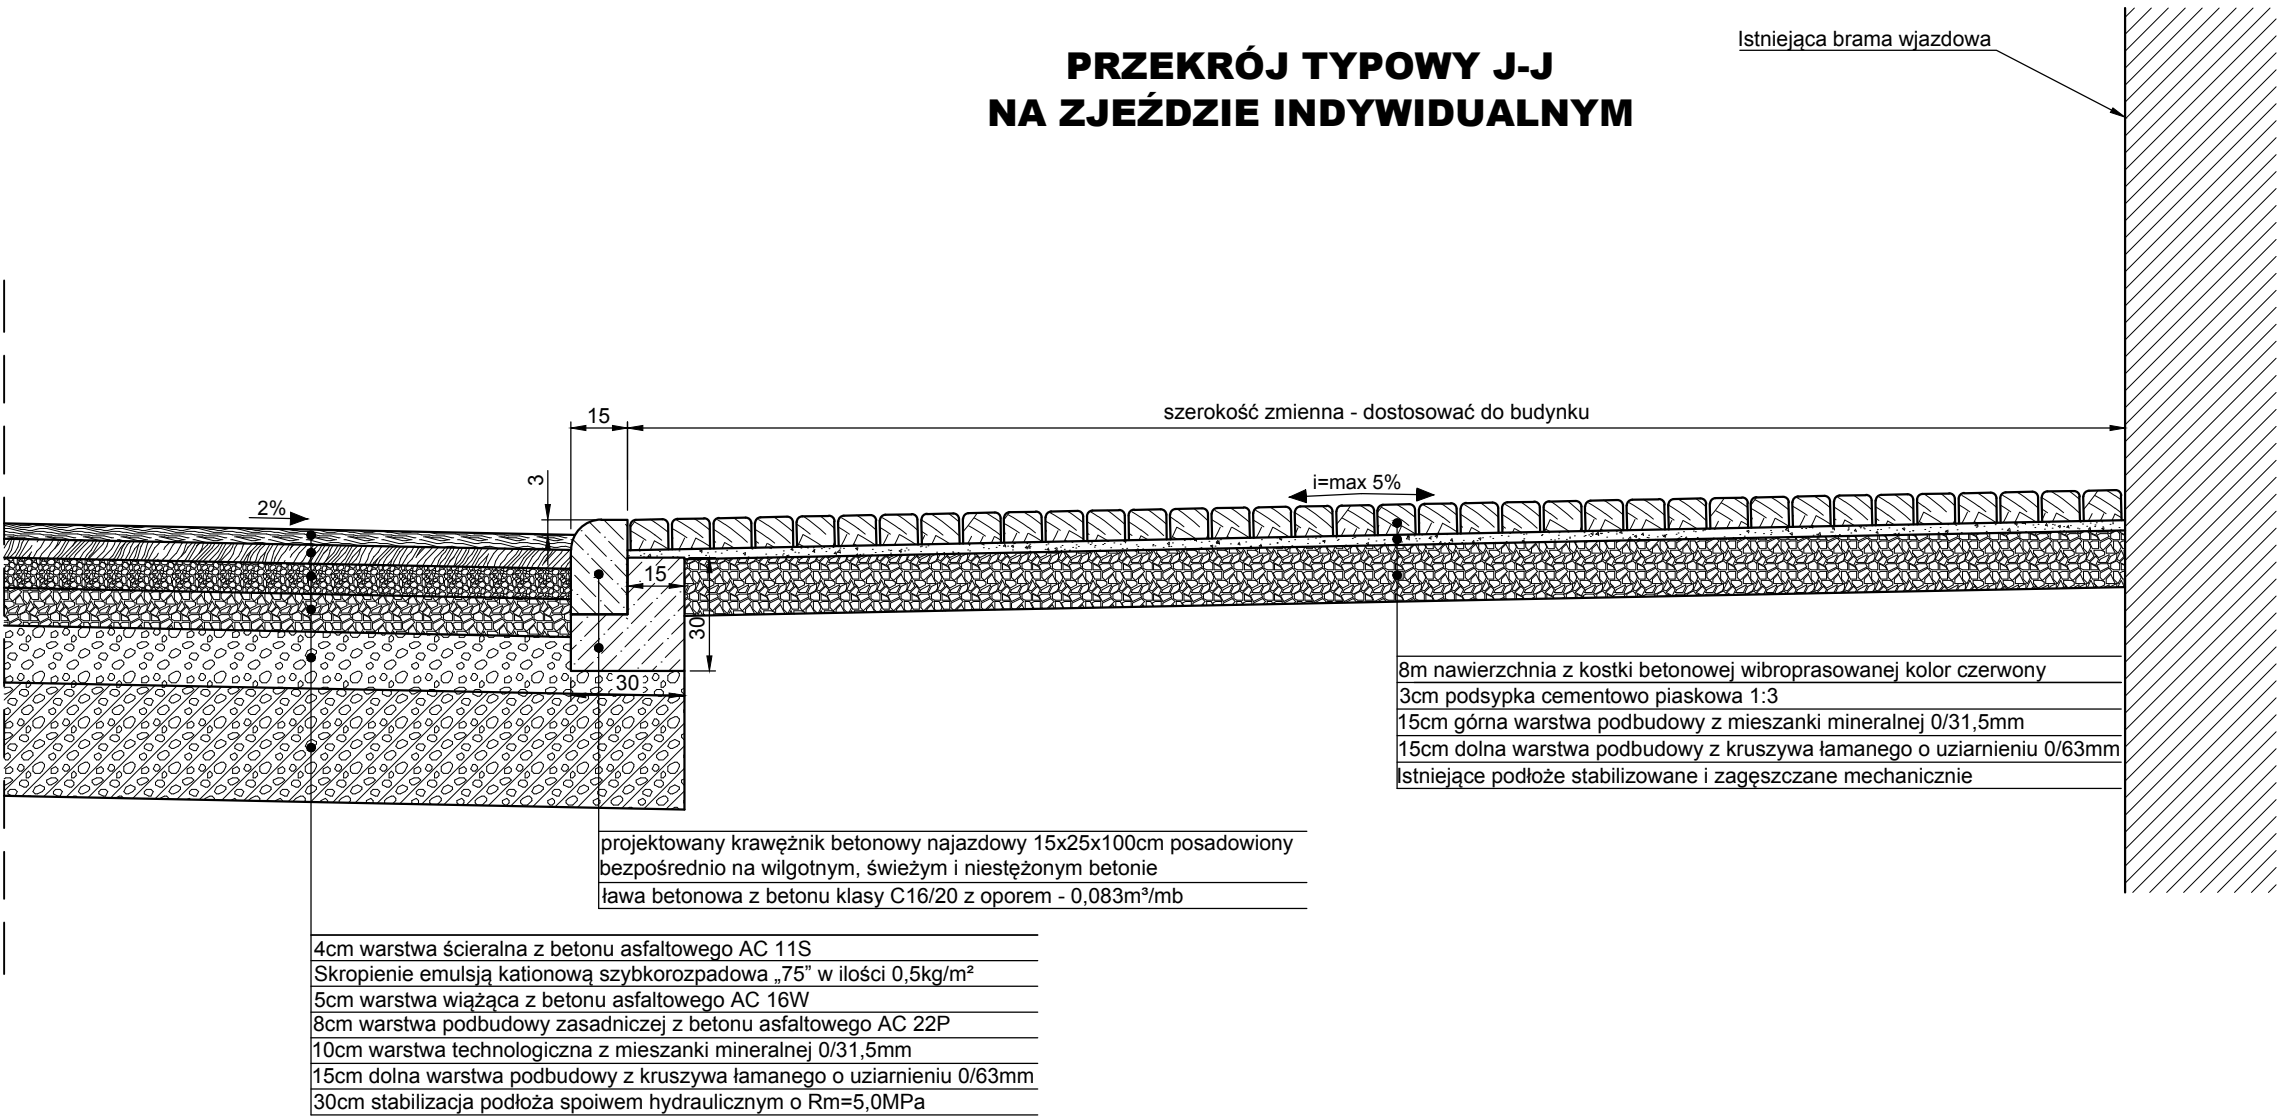 PRZEKRÓJ TYPOWY J-J
NA ZJEŹDZIE INDYWIDUALNYM
Istniejąca brama wjazdowa
15
szerokość zmienna - dostosować do budynku
3
i=max 5%
2%
15
30
30
8m nawierzchnia z kostki betonowej wibroprasowanej kolor czerwony
3cm podsypka cementowo piaskowa 1:3
15cm górna warstwa podbudowy z mieszanki mineralnej 0/31,5mm
15cm dolna warstwa podbudowy z kruszywa łamanego o uziarnieniu 0/63mm
Istniejące podłoże stabilizowane i zagęszczane mechanicznie
projektowany krawężnik betonowy najazdowy 15x25x100cm posadowiony
bezpośrednio na wilgotnym, świeżym i niestężonym betonie
ława betonowa z betonu klasy C16/20 z oporem - 0,083m³/mb
4cm warstwa ścieralna z betonu asfaltowego AC 11S
Skropienie emulsją kationową szybkorozpadowa „75” w ilości 0,5kg/m²
5cm warstwa wiążąca z betonu asfaltowego AC 16W
8cm warstwa podbudowy zasadniczej z betonu asfaltowego AC 22P
10cm warstwa technologiczna z mieszanki mineralnej 0/31,5mm
15cm dolna warstwa podbudowy z kruszywa łamanego o uziarnieniu 0/63mm
30cm stabilizacja podłoża spoiwem hydraulicznym o Rm=5,0MPa